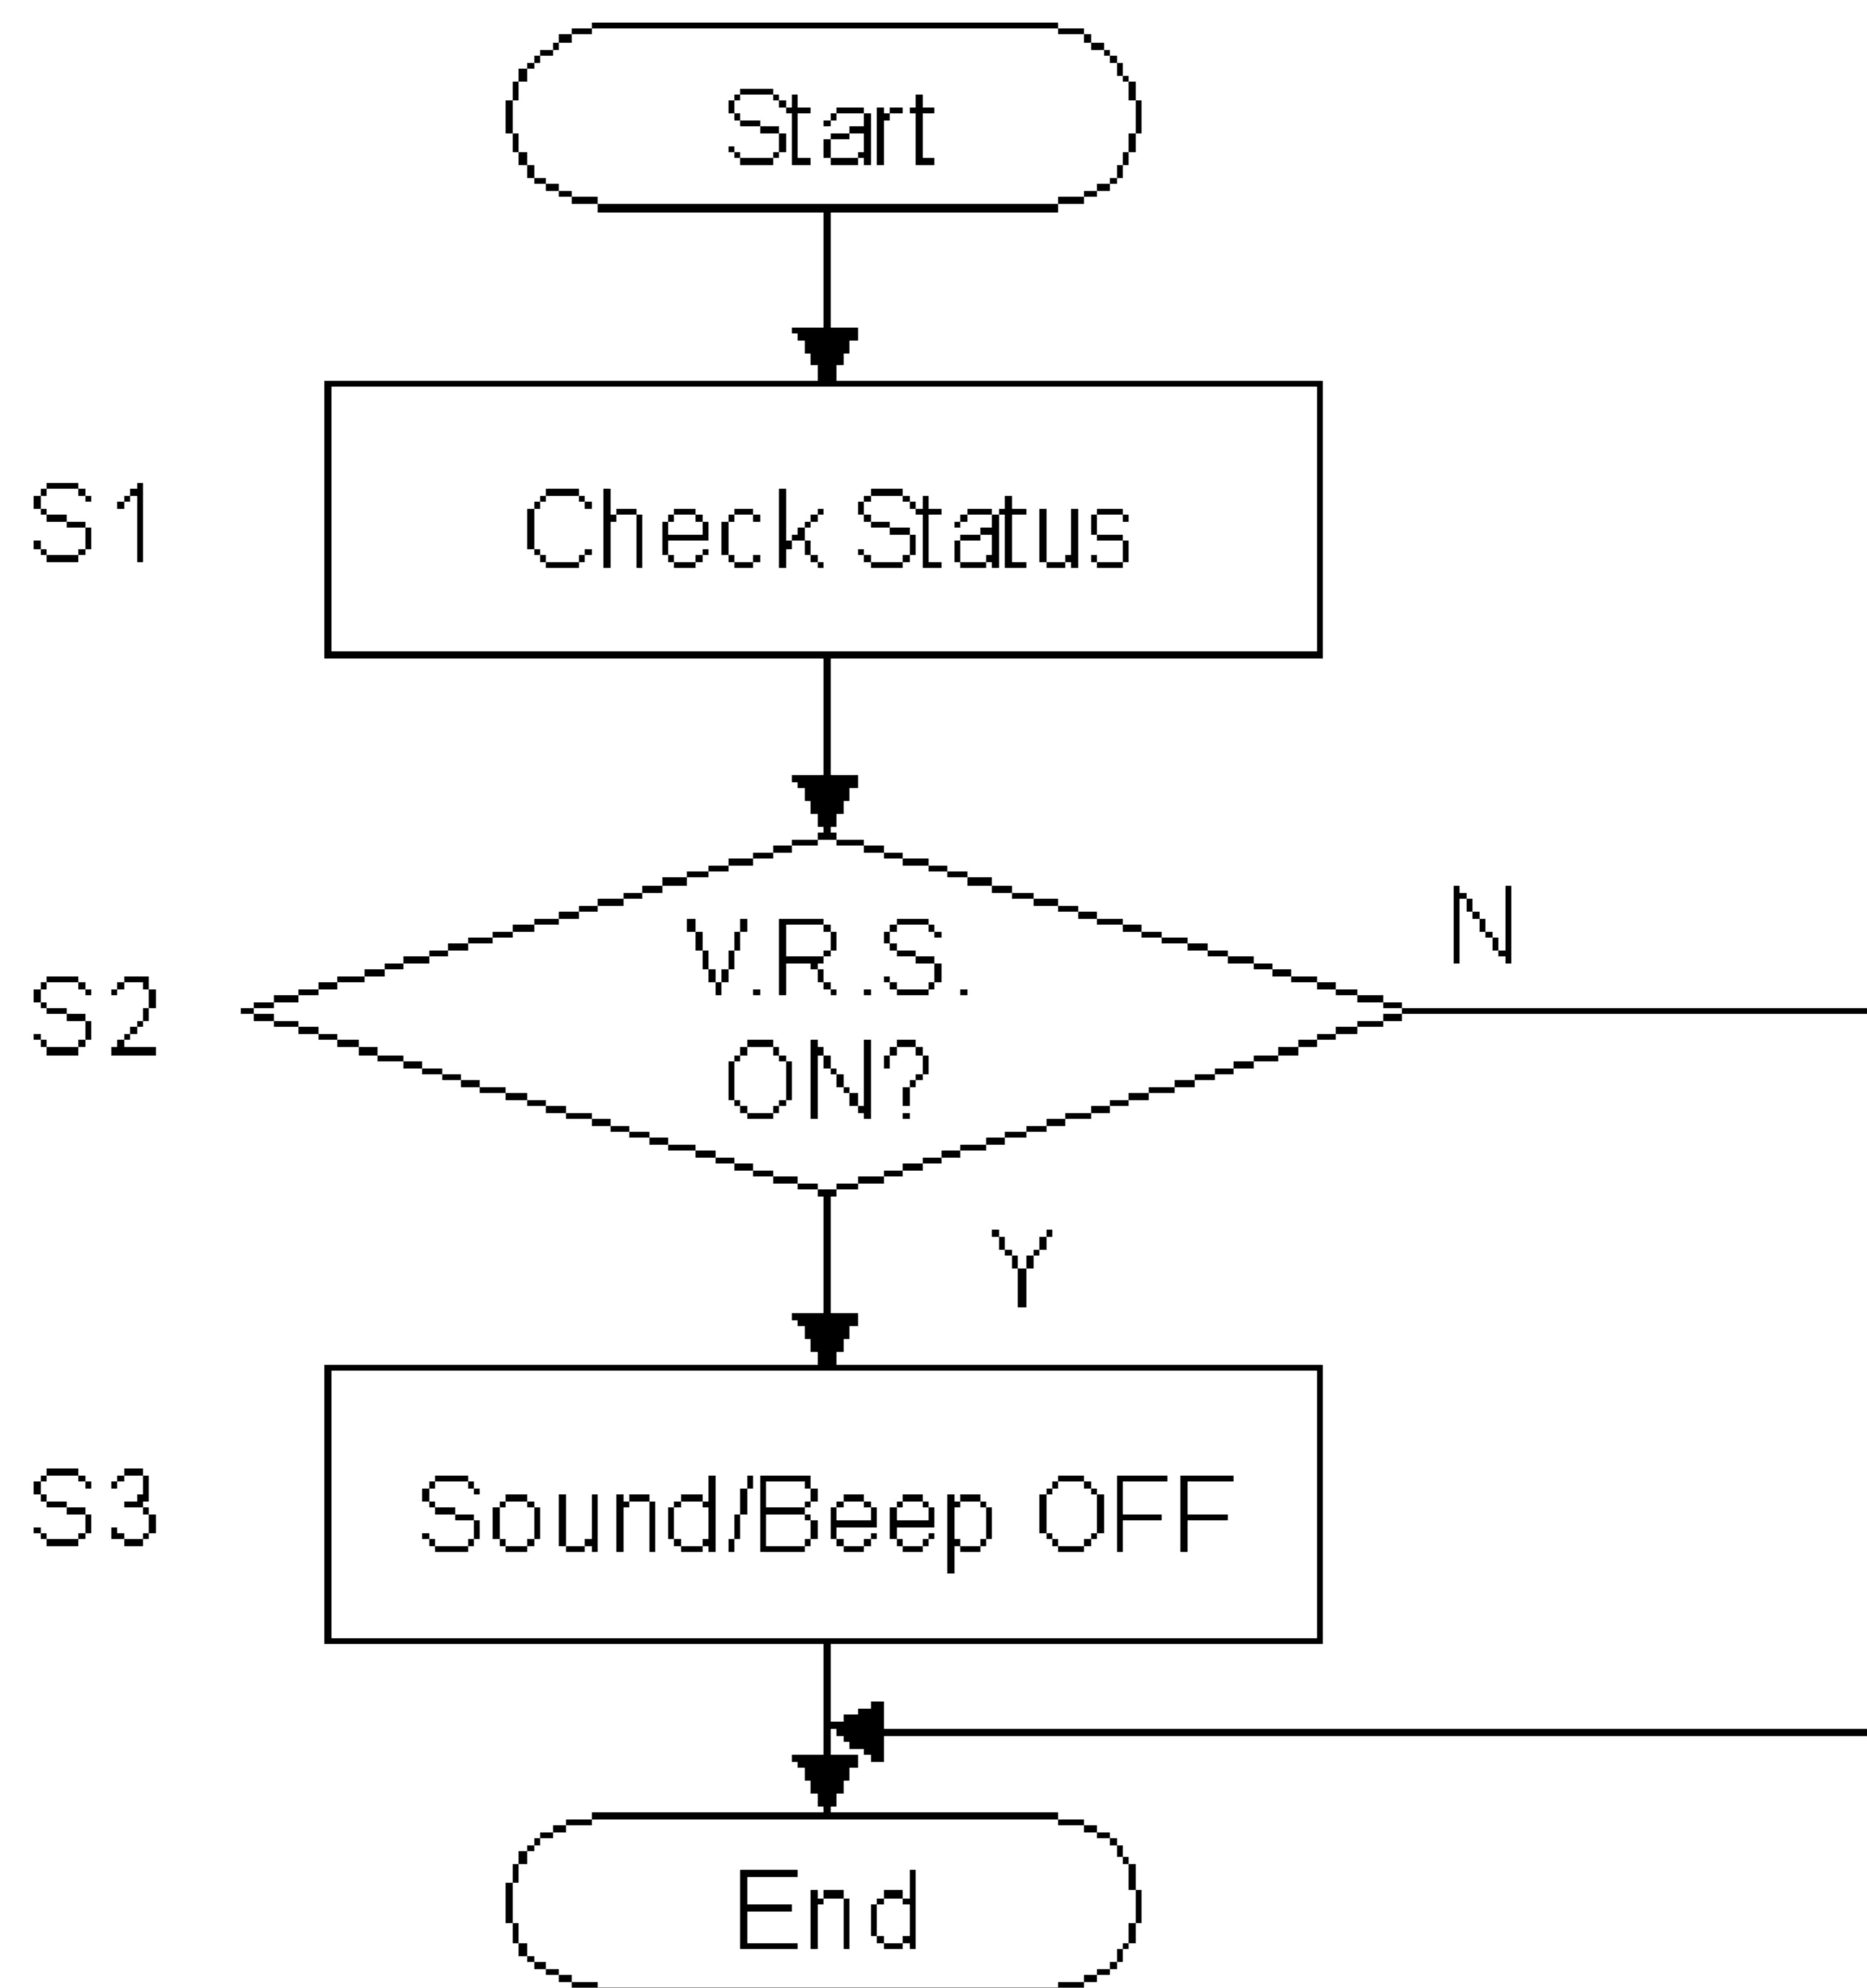 Start
S1
Check Status
V.R.S.
N
S2
ON?
Y
S3
Sound/Beep OFF
End